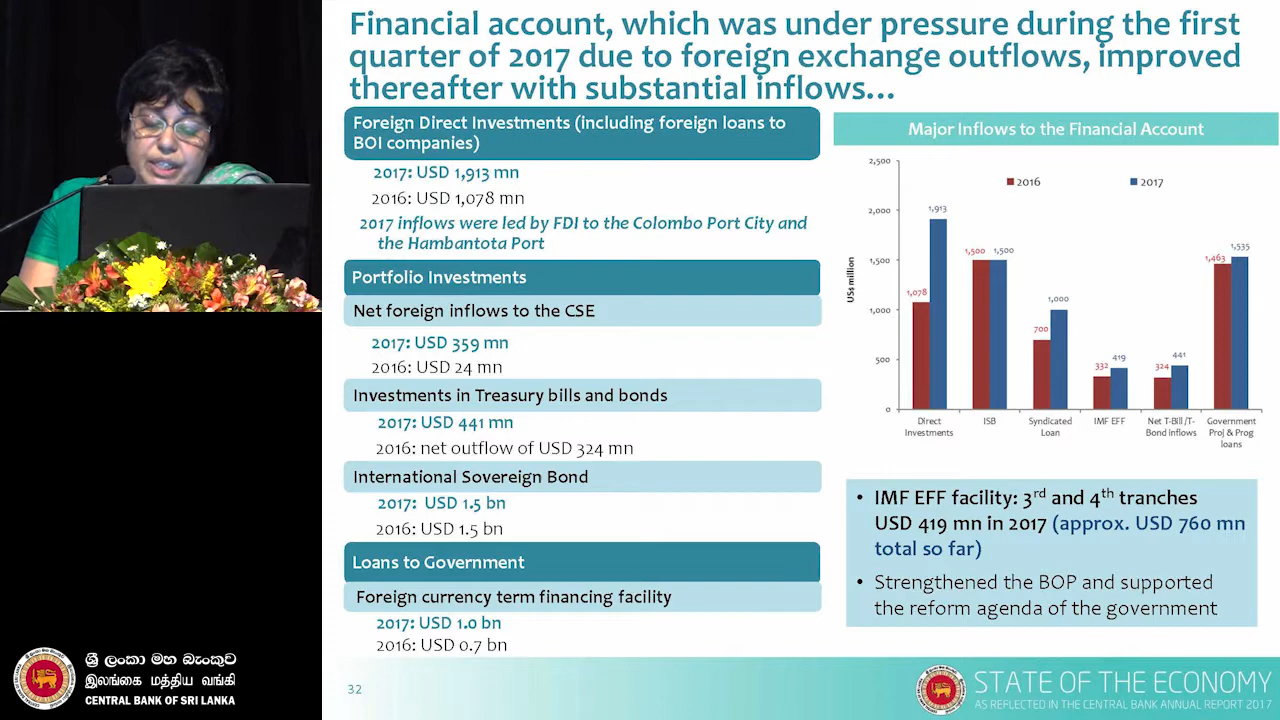 Financial account, which was under pressure during the first
quarter of 2017 due to foreign exchange outflows, improved
thereafter with substantial inflows...
Foreign Direct Investments (including foreign loans to
BOI companies)
2017: USD 1,913 mn
2016: USD 1,078 mn
2017 inflows were led by FDI to the Colombo Port City and
the Hambantota Port
Portfolio Investments
Net foreign inflows to the CSE
2017: USD 359 mn
2016: USD 24 mn
Investments in Treasury bills and bonds
2017: USD 441 mn
2016: net outflow of USD 324 mn
International Sovereign Bond
2017: USD 1.5 bn
2016: USD 1.5 bn
Loans to Government
Foreign currency term financing facility
2017: USD 1.0 bn
2016: USD 0.7 bn
Major Inflows to the Financial Account
US$ million
2,500
2,000
1,500
1,000
500
0
2016
2017
1,078
1,913
1,500
1,500
700
1,000
332
419
324
441
1,463
1,535
Direct
Investments
ISB
Syndicated
Loan
IMF EFF
Net T-Bill /T-
Bond inflows
Government
Proj & Prog
loans
• IMF EFF facility: 3rd and 4th tranches
USD 419 mn in 2017 (approx. USD 760 mn
total so far)
• Strengthened the BOP and supported
the reform agenda of the government
32
STATE OF THE ECONOMY
AS REFLECTED IN THE CENTRAL BANK ANNUAL REPORT 2017
ශ්‍රී ලංකා මහ බැංකුව
இலங்கை மத்திய வங்கி
CENTRAL BANK OF SRI LANKA